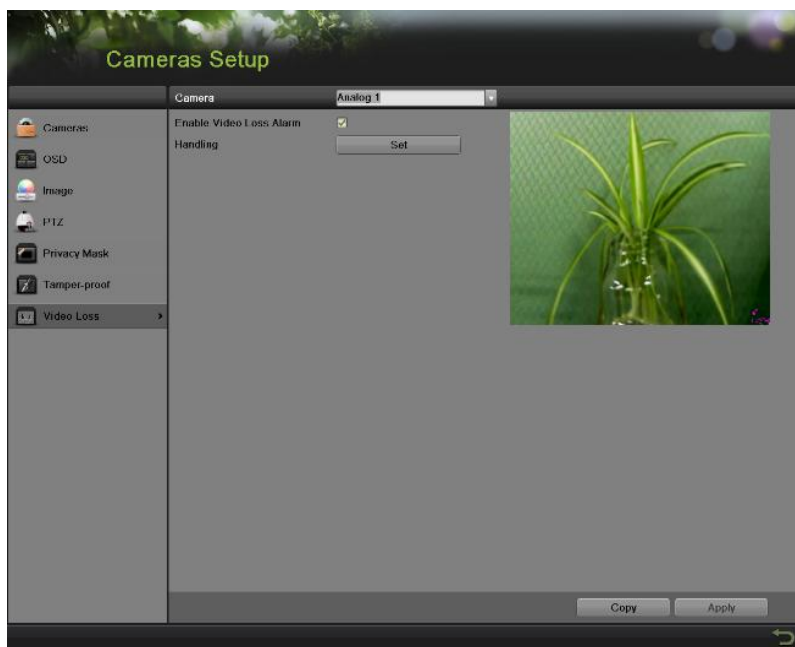 Cameras Setup
Camera
Analog 1
Cameras
Enable Video Loss Alarm
Handling
Set
OSD
Image
PTZ
Privacy Mask
Tamper-proof
Video Loss
Copy
Apply